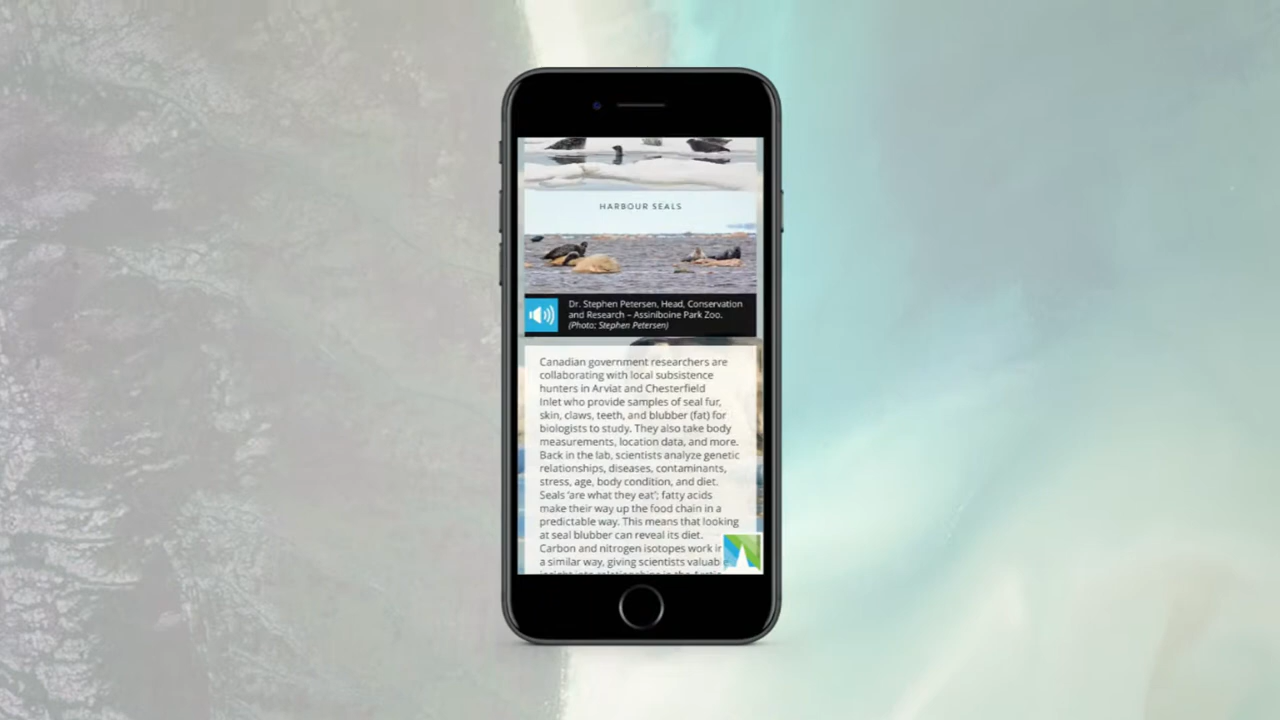 HARBOUR SEALS
Dr. Stephen Petersen, Head, Conservation
and Research – Assiniboine Park Zoo.
(Photo: Stephen Petersen)
Canadian government researchers are
collaborating with local subsistence
hunters in Arviat and Chesterfield
Inlet who provide samples of seal fur,
skin, claws, teeth, and blubber (fat) for
biologists to study. They also take body
measurements, location data, and more.
Back in the lab, scientists analyze genetic
relationships, diseases, contaminants,
stress, age, body condition, and diet.
Seals ‘are what they eat’; fatty acids
make their way up the food chain in a
predictable way. This means that looking
at seal blubber can reveal its diet.
Carbon and nitrogen isotopes work in
a similar way, giving scientists valuab